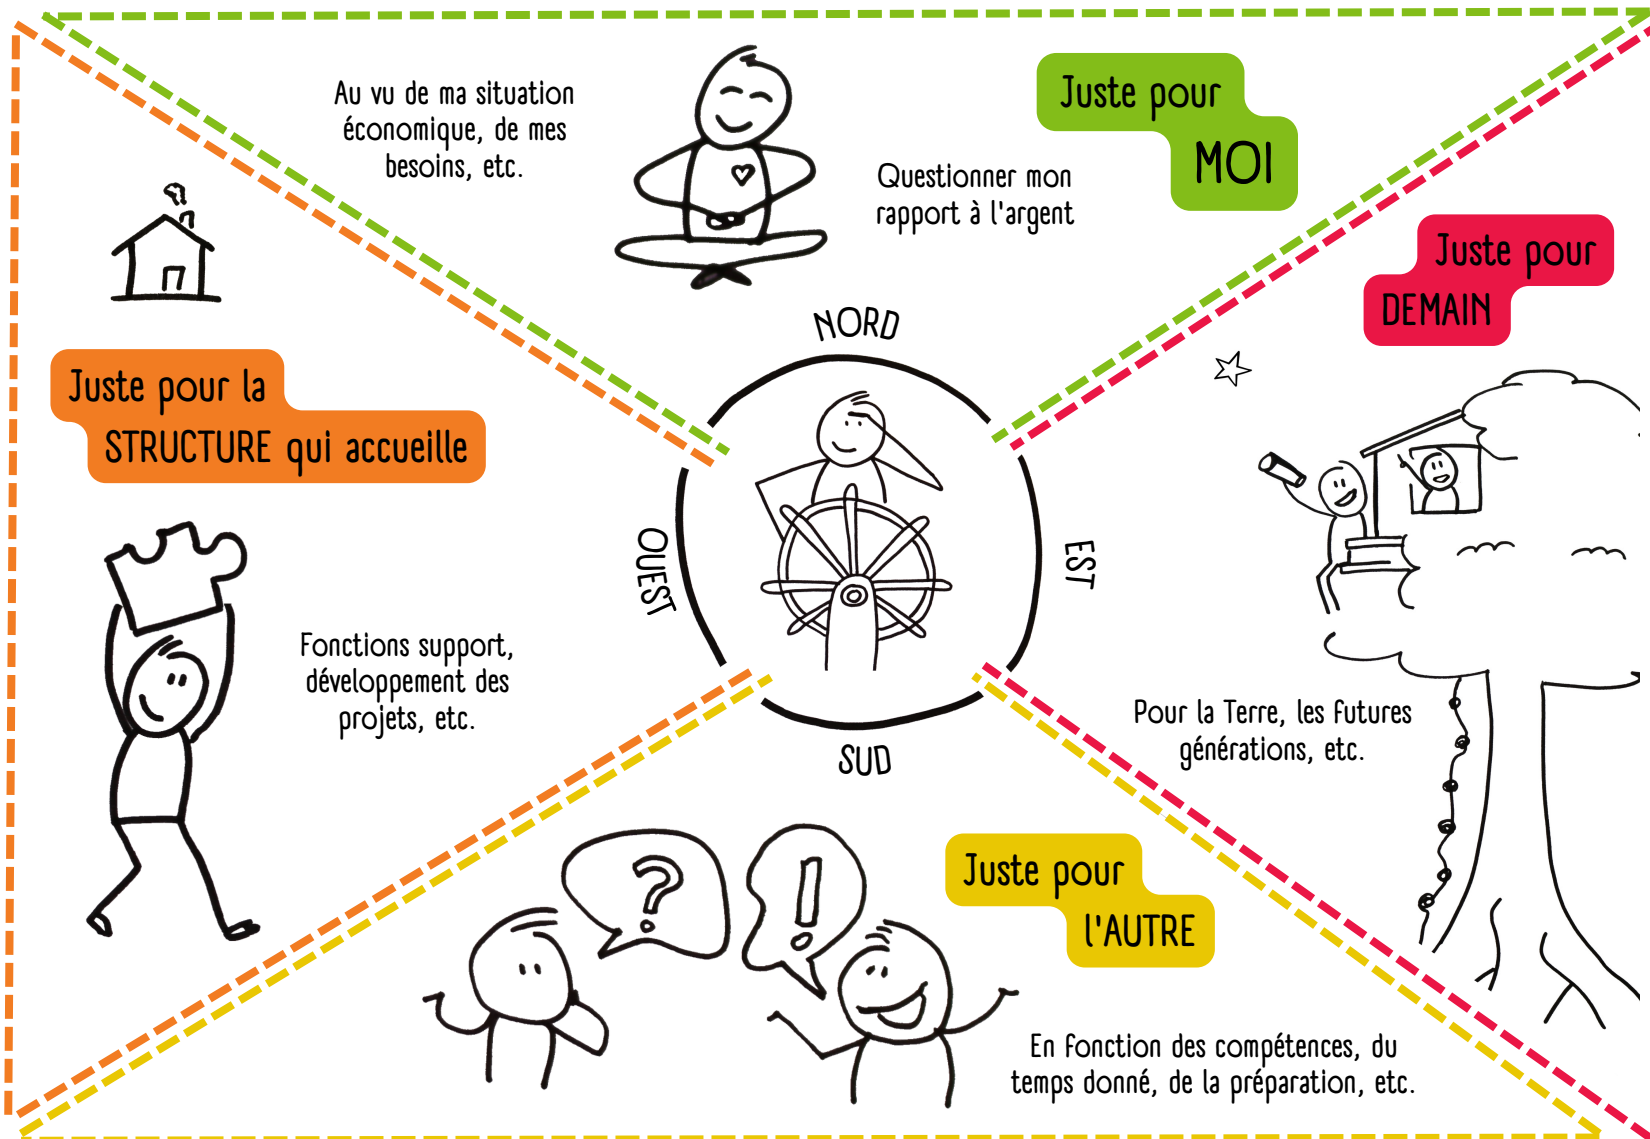 Au vu de ma situation
économique, de mes
besoins, etc.
Questionner mon
rapport à l'argent
Juste pour
MOI
Juste pour
DEMAIN
Pour la Terre, les futures
générations, etc.
Juste pour la
STRUCTURE qui accueille
Fonctions support,
développement des
projets, etc.
NORD
OUEST
EST
SUD
Juste pour
l'AUTRE
En fonction des compétences, du
temps donné, de la préparation, etc.
?
!